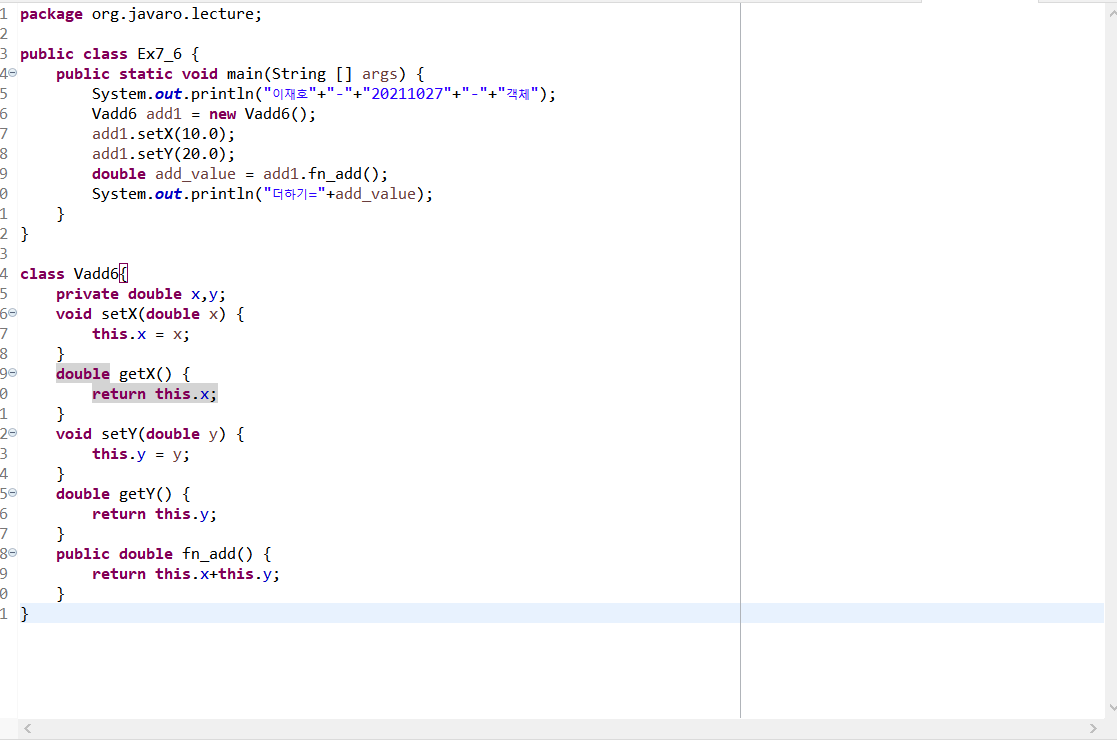 1 package org.javaro.lecture;
2
3 public class Ex7_6 {
4 public static void main(String [] args) {
5 System.out.println("이재호"+"-"+"20211027"+"-"+"객체");
6 Vadd6 add1 = new Vadd6();
7 add1.setX(10.0);
8 add1.setY(20.0);
9 double add_value = add1.fn_add();
0 System.out.println("더하기="+add_value);
1 }
2 }
3
4 class Vadd6{
5 private double x,y;
6 void setX(double x) {
7 this.x = x;
8 }
9 double getX() {
0 return this.x;
1 }
2 void setY(double y) {
3 this.y = y;
4 }
5 double getY() {
6 return this.y;
7 }
8 public double fn_add() {
9 return this.x+this.y;
0 }
1 }